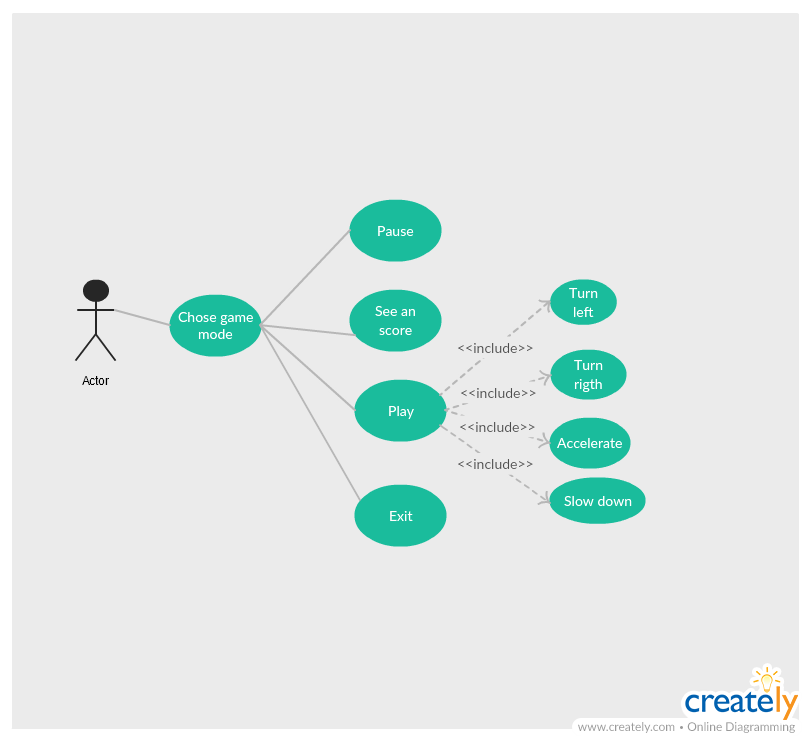 Pause
Turn
left
Chose game
mode
See an
score
<<include>>
Turn
rigth
Actor
<<include>>
Play
<<include>>
Accelerate
<<include>>
Slow down
Exit
creately
www.creately.com • Online Diagramming